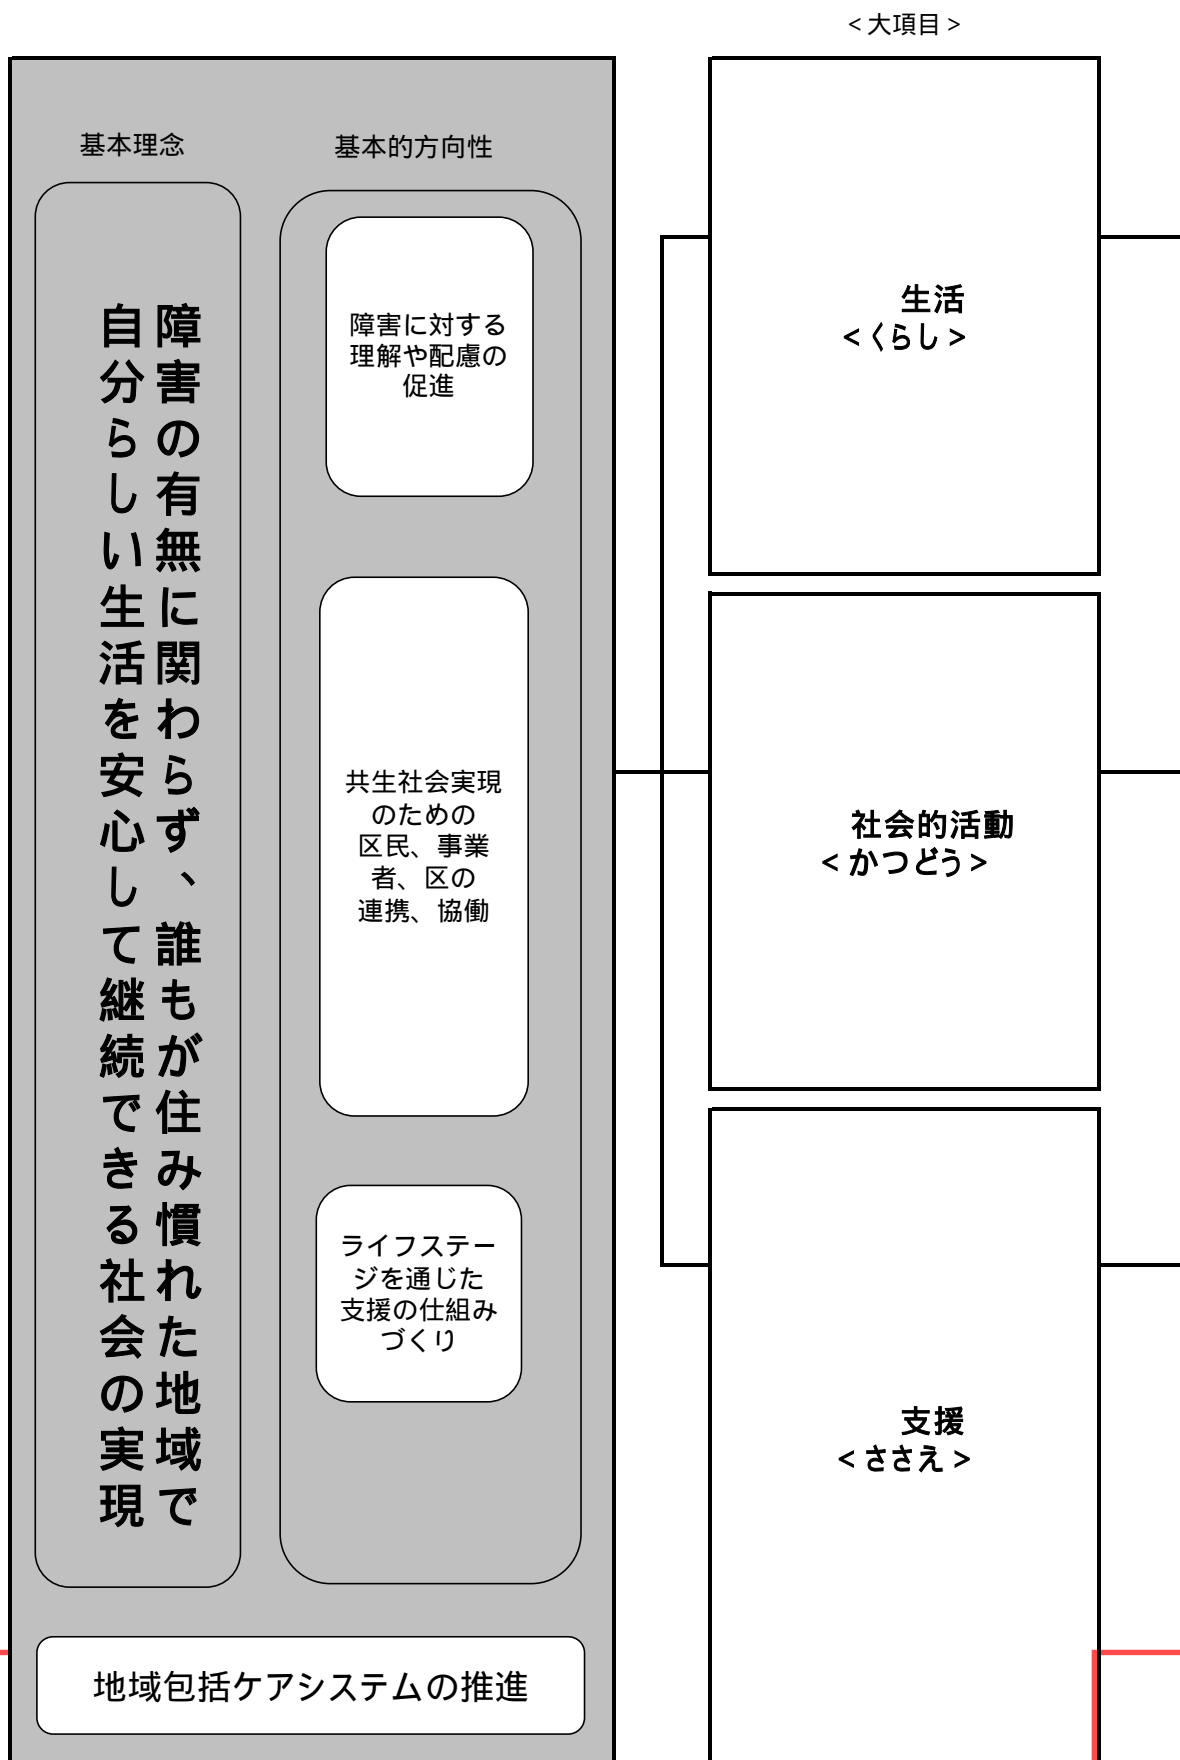 ＜大項目＞
基本理念
障害の有無に関わらず、誰もが住み慣れた地域で
自分らしい生活を安心して継続できる社会の実現
基本的方向性
障害に対する
理解や配慮の
促進
共生社会実現
のための
区民、事業
者、区の
連携、協働
ライフステー
ジを通じた
支援の仕組み
づくり
地域包括ケアシステムの推進
生活
＜くらし＞
社会的活動
＜かつどう＞
支援
＜ささえ＞